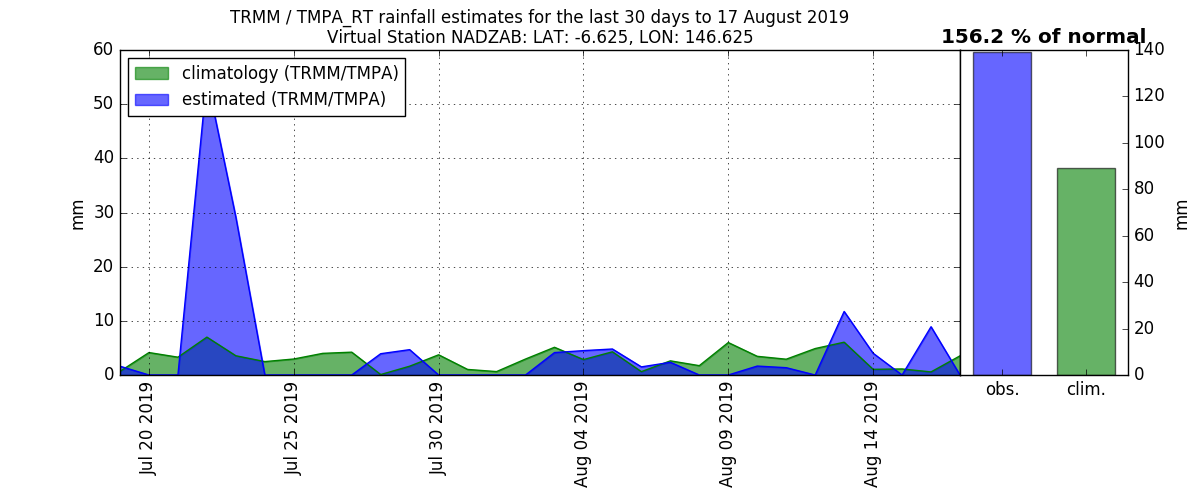 TRMM / TMPA_RT rainfall estimates for the last 30 days to 17 August 2019
Virtual Station NADZAB: LAT: -6.625, LON: 146.625
156.2 % of normal
climatology (TRMM/TMPA)
estimated (TRMM/TMPA)
60
50
40
30
20
10
0
mm
Jul 20 2019
Jul 25 2019
Jul 30 2019
Aug 04 2019
Aug 09 2019
Aug 14 2019
140
120
100
80
60
40
20
0
mm
obs.
clim.